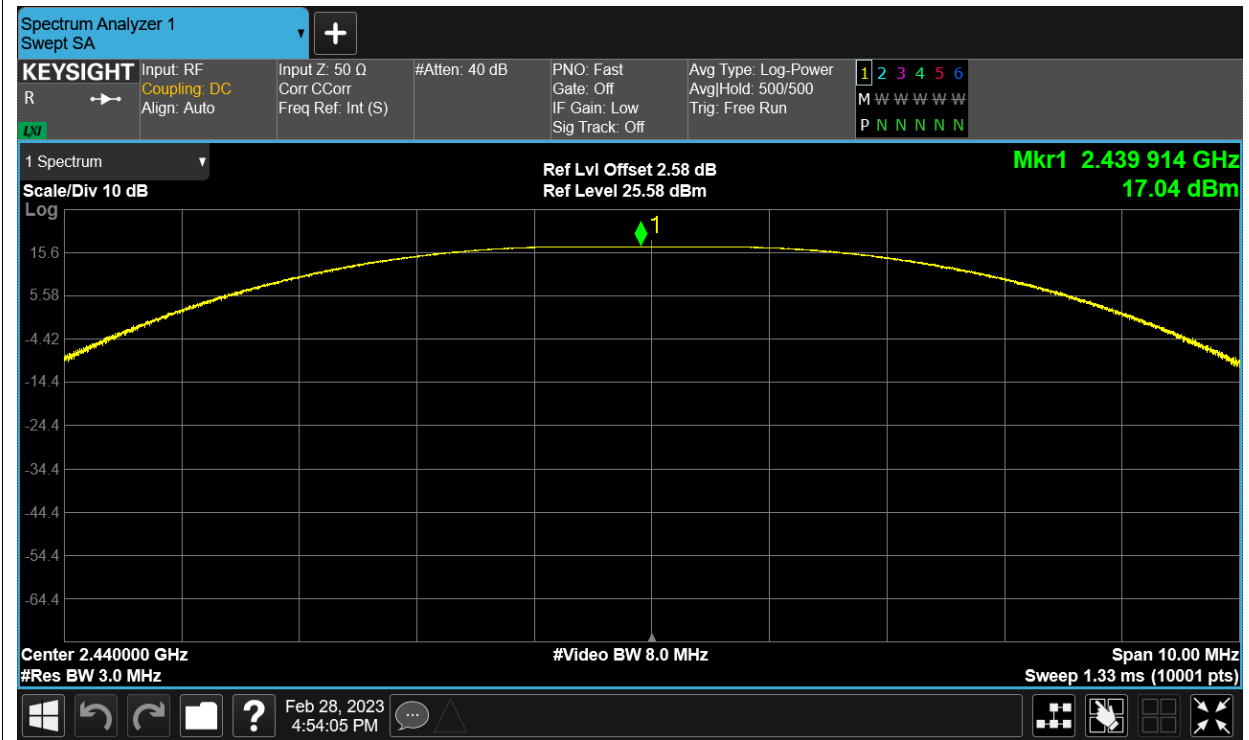 Spectrum Analyzer 1
Swept SA
KEYSIGHT
R
LXI
Input: RF
Coupling: DC
Align: Auto
Input Z: 50 Ω
Corr CCorr
Freq Ref: Int (S)
#Atten: 40 dB
PNO: Fast
Gate: Off
IF Gain: Low
Sig Track: Off
Avg Type: Log-Power
Avg|Hold: 500/500
Trig: Free Run
1 2 3 4 5 6
M W W W W W
P N N N N N
1 Spectrum
Scale/Div 10 dB
Ref Lvl Offset 2.58 dB
Ref Level 25.58 dBm
Mkr1 2.439 914 GHz
17.04 dBm
Log
1
15.6
5.58
-4.42
-14.4
-24.4
-34.4
-44.4
-54.4
-64.4
Center 2.440000 GHz
#Res BW 3.0 MHz
#Video BW 8.0 MHz
Span 10.00 MHz
Sweep 1.33 ms (10001 pts)
?
Feb 28, 2023
4:54:05 PM